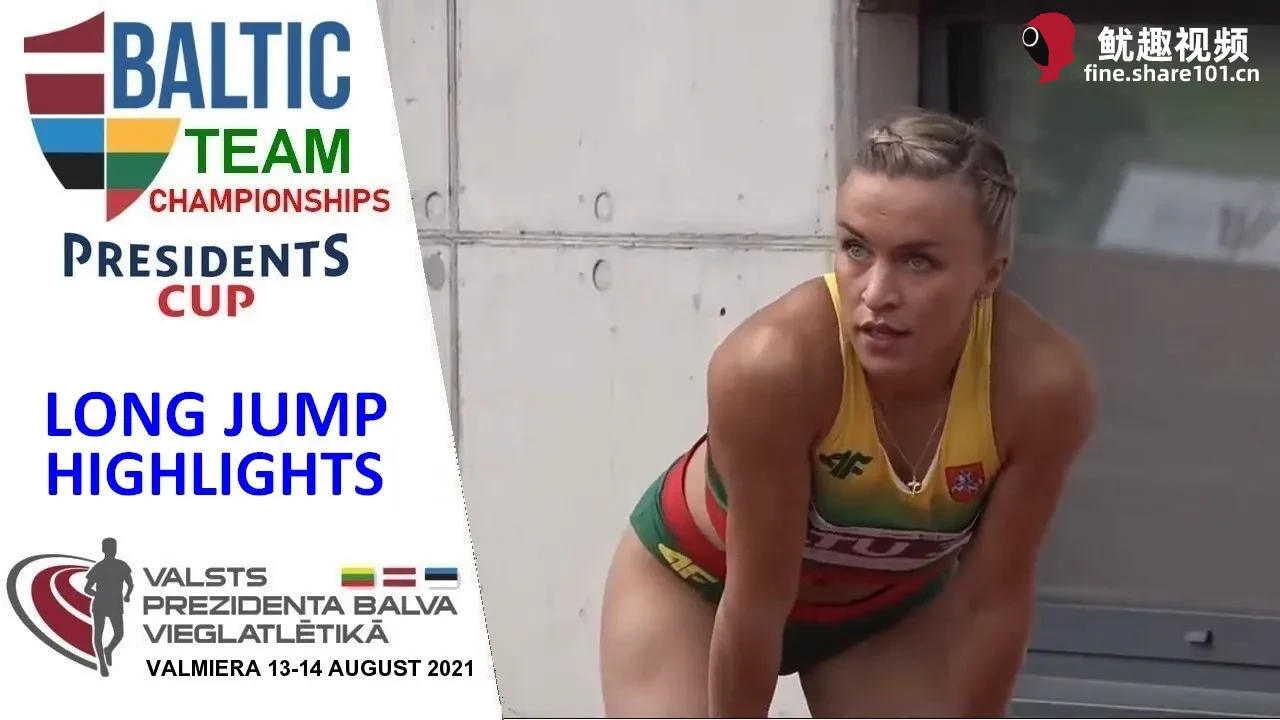 BALTIC
TEAM
CHAMPIONSHIPS
PRESIDENTS
CUP
LONG JUMP
HIGHLIGHTS
VALSTS
PREZIDENTA BALVA
VIEGLATLĒTIKĀ
VALMIERA 13-14 AUGUST 2021
鱿趣视频
fine.share101.cn
4F
LTU
4F